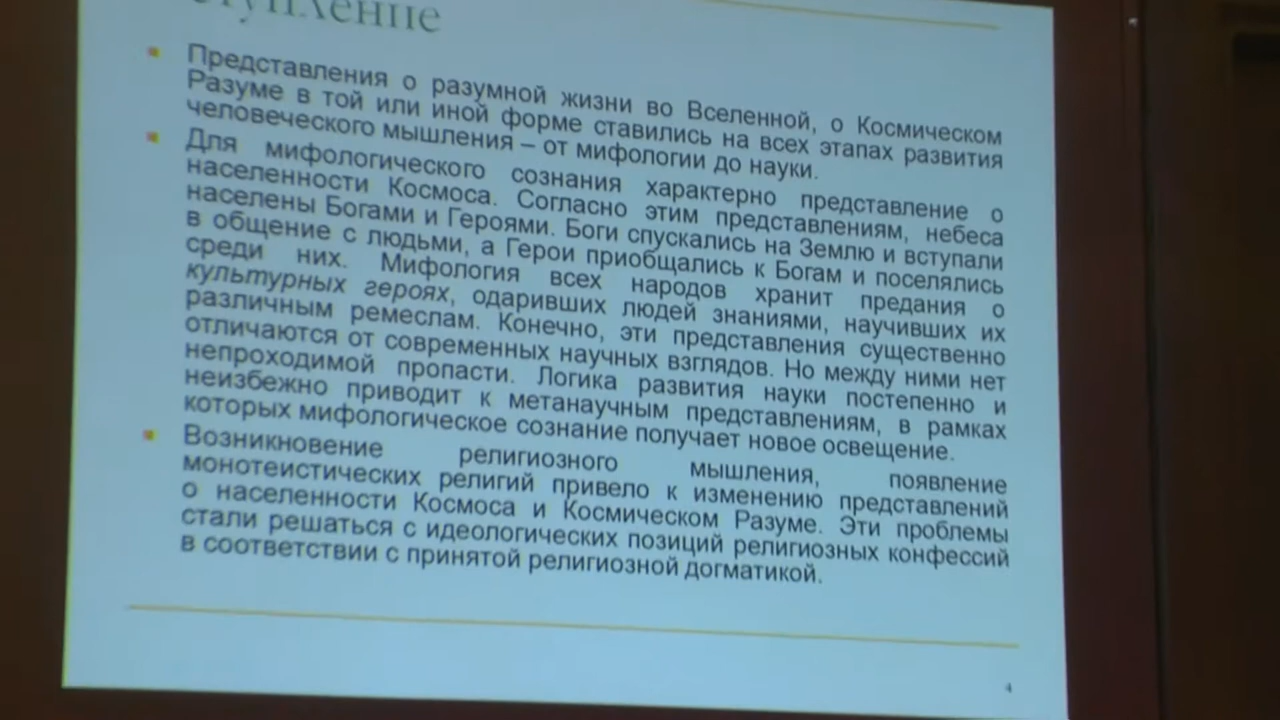 Представления о разумной жизни во Вселенной, о Космическом
Разуме в той или иной форме ставились на всех этапах развития
человеческого мышления – от мифологии до науки.
Для мифологического сознания характерно представление о
населенности Космоса. Согласно этим представлениям, небеса
населены Богами и Героями. Боги спускались на Землю и вступали
в общение с людьми, а Герои приобщались к Богам и поселялись
среди них. Мифология всех народов хранит предания о
культурных героях, одаривших людей знаниями, научивших их
различным ремеслам. Конечно, эти представления существенно
отличаются от современных научных взглядов. Но между ними нет
непроходимой пропасти. Логика развития науки постепенно и
неизбежно приводит к метанаучным представлениям, в рамках
которых мифологическое сознание получает новое освещение.
Возникновение религиозного мышления, появление
монотеистических религий привело к изменению представлений
о населенности Космоса и Космическом Разуме. Эти проблемы
стали решаться с идеологических позиций религиозных конфессий
в соответствии с принятой религиозной догматикой.
4